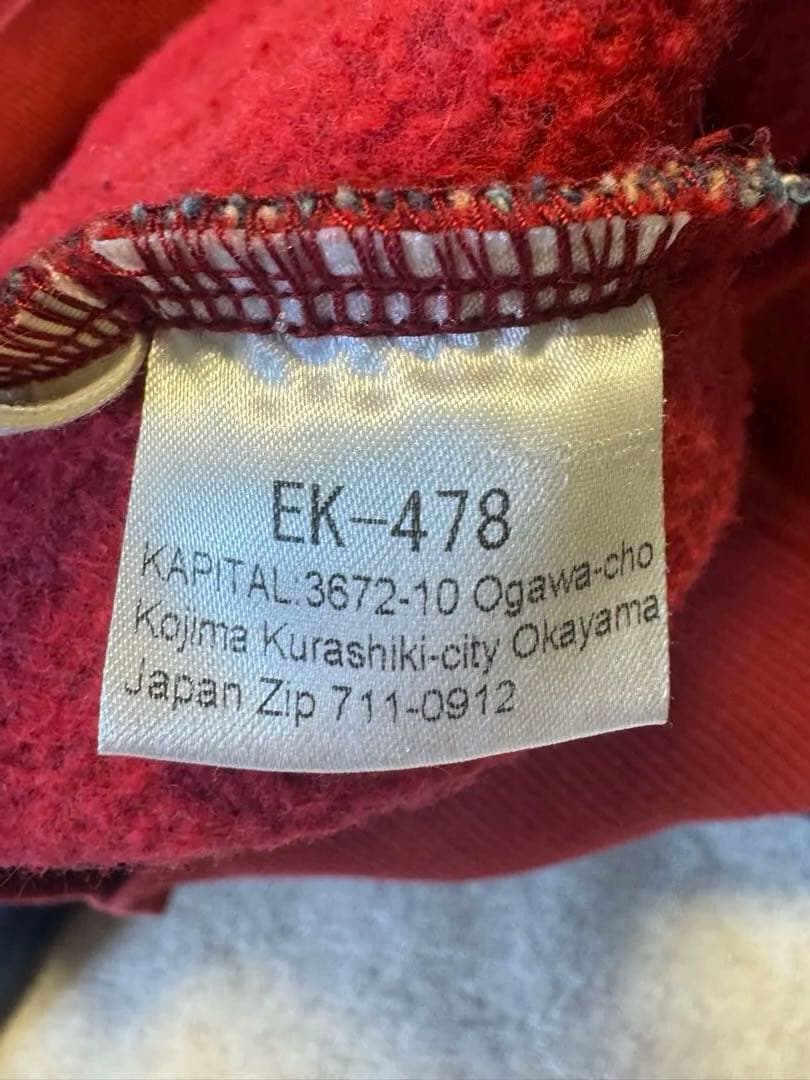 EK-478
KAPITAL:3672-10 Ogawa-cho
Kojima Kurashiki-city Okayama
Japan Zip 711-0912